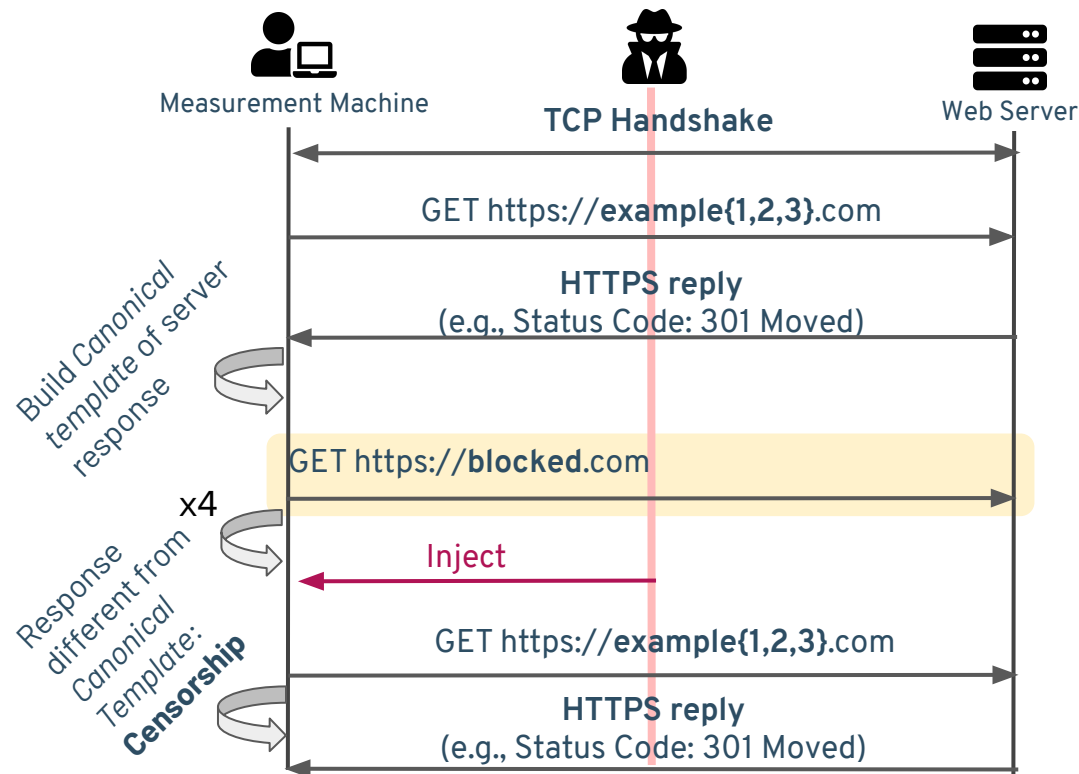 Measurement Machine
Web Server
TCP Handshake
GET https://example{1,2,3}.com
HTTPS reply
(e.g., Status Code: 301 Moved)
Build Canonical
template of server
response
GET https://blocked.com
x4
Inject
Response
different from
Canonical
Template:
Censorship
GET https://example{1,2,3}.com
HTTPS reply
(e.g., Status Code: 301 Moved)